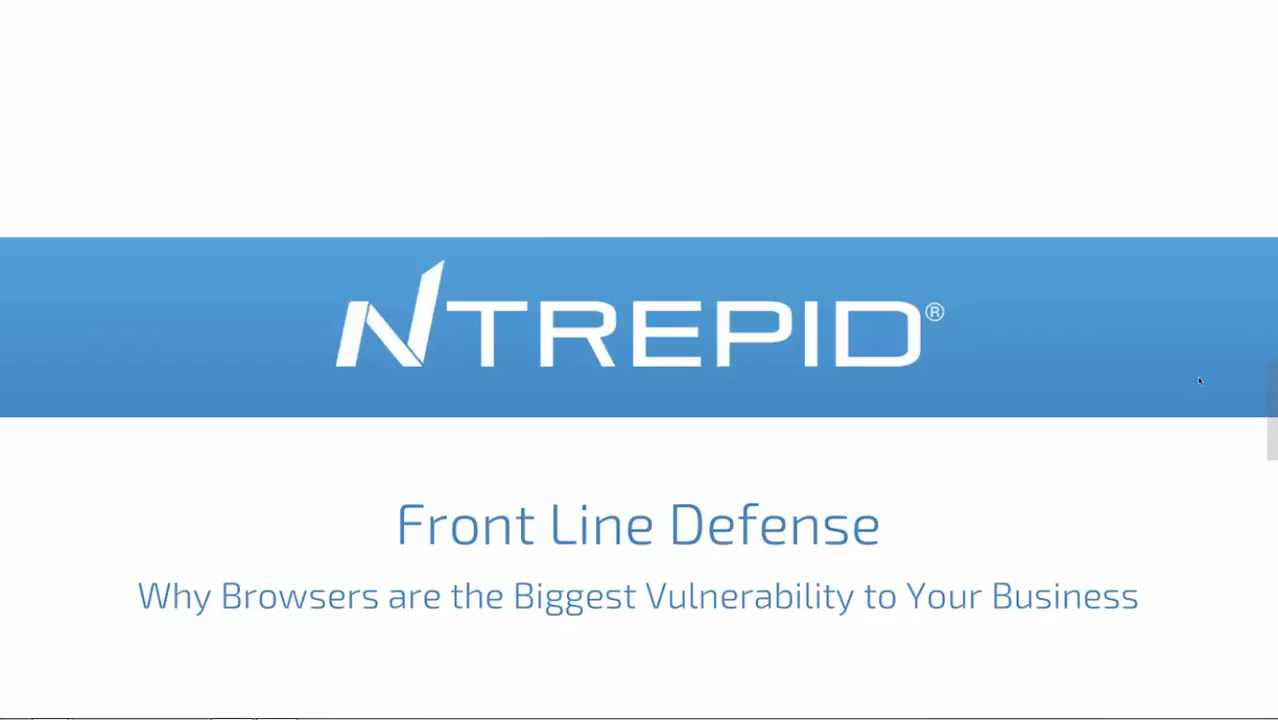 NTREPID®
Front Line Defense
Why Browsers are the Biggest Vulnerability to Your Business